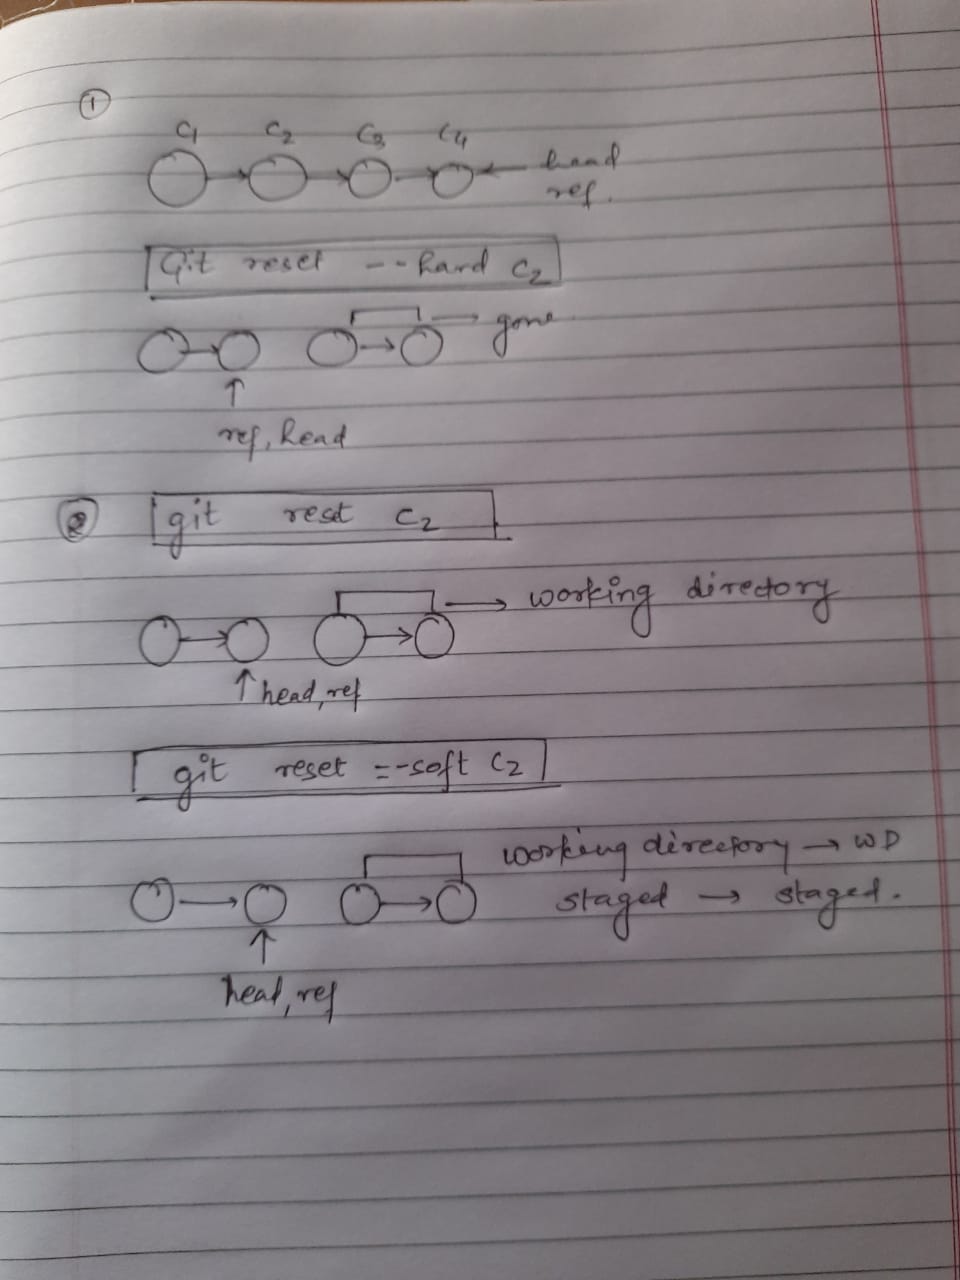 1
C1 C2 C3 C4
head
ref.
Git reset --hard C2
gone
ref, head
2 git reset C2
working directory
head, ref
git reset --soft C2
working directory → WD
staged → staged.
head, ref